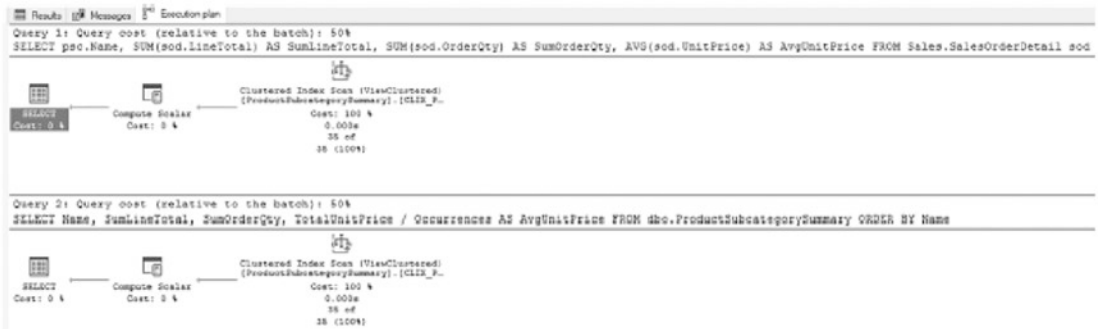 Results Messages Execution plan
Query 1: Query cost (relative to the batch): 50%
SELECT psc.Name, SUM(sod.LineTotal) AS SumLineTotal, SUM(sod.OrderQty) AS SumOrderQty, AVG(sod.UnitPrice) AS AvgUnitPrice FROM Sales.SalesOrderDetail sod
Clustered Index Scan (ViewClustered)
[ProductSubcategorySummary].[CLIX_P…
SELECT
Cost: 0 %
Compute Scalar
Cost: 0 %
Cost: 100 %
0.000s
35 of
35 (100%)
Query 2: Query cost (relative to the batch): 50%
SELECT Name, SumLineTotal, SumOrderQty, TotalUnitPrice / Occurrences AS AvgUnitPrice FROM dbo.ProductSubcategorySummary ORDER BY Name
Clustered Index Scan (ViewClustered)
[ProductSubcategorySummary].[CLIX_P…
SELECT
Cost: 0 %
Compute Scalar
Cost: 0 %
Cost: 100 %
0.000s
35 of
35 (100%)